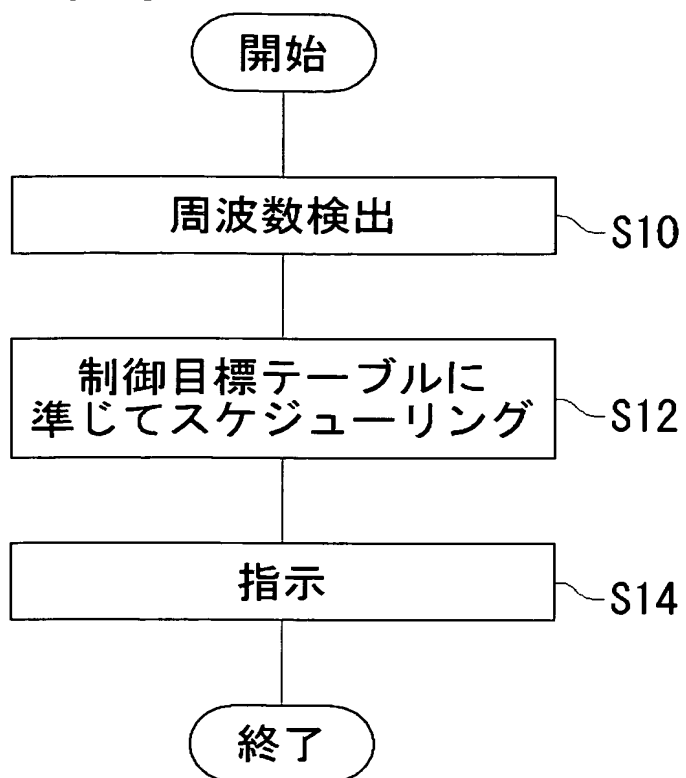 開始
周波数検出
S10
制御目標テーブルに
準じてスケジューリング
S12
指示
S14
終了